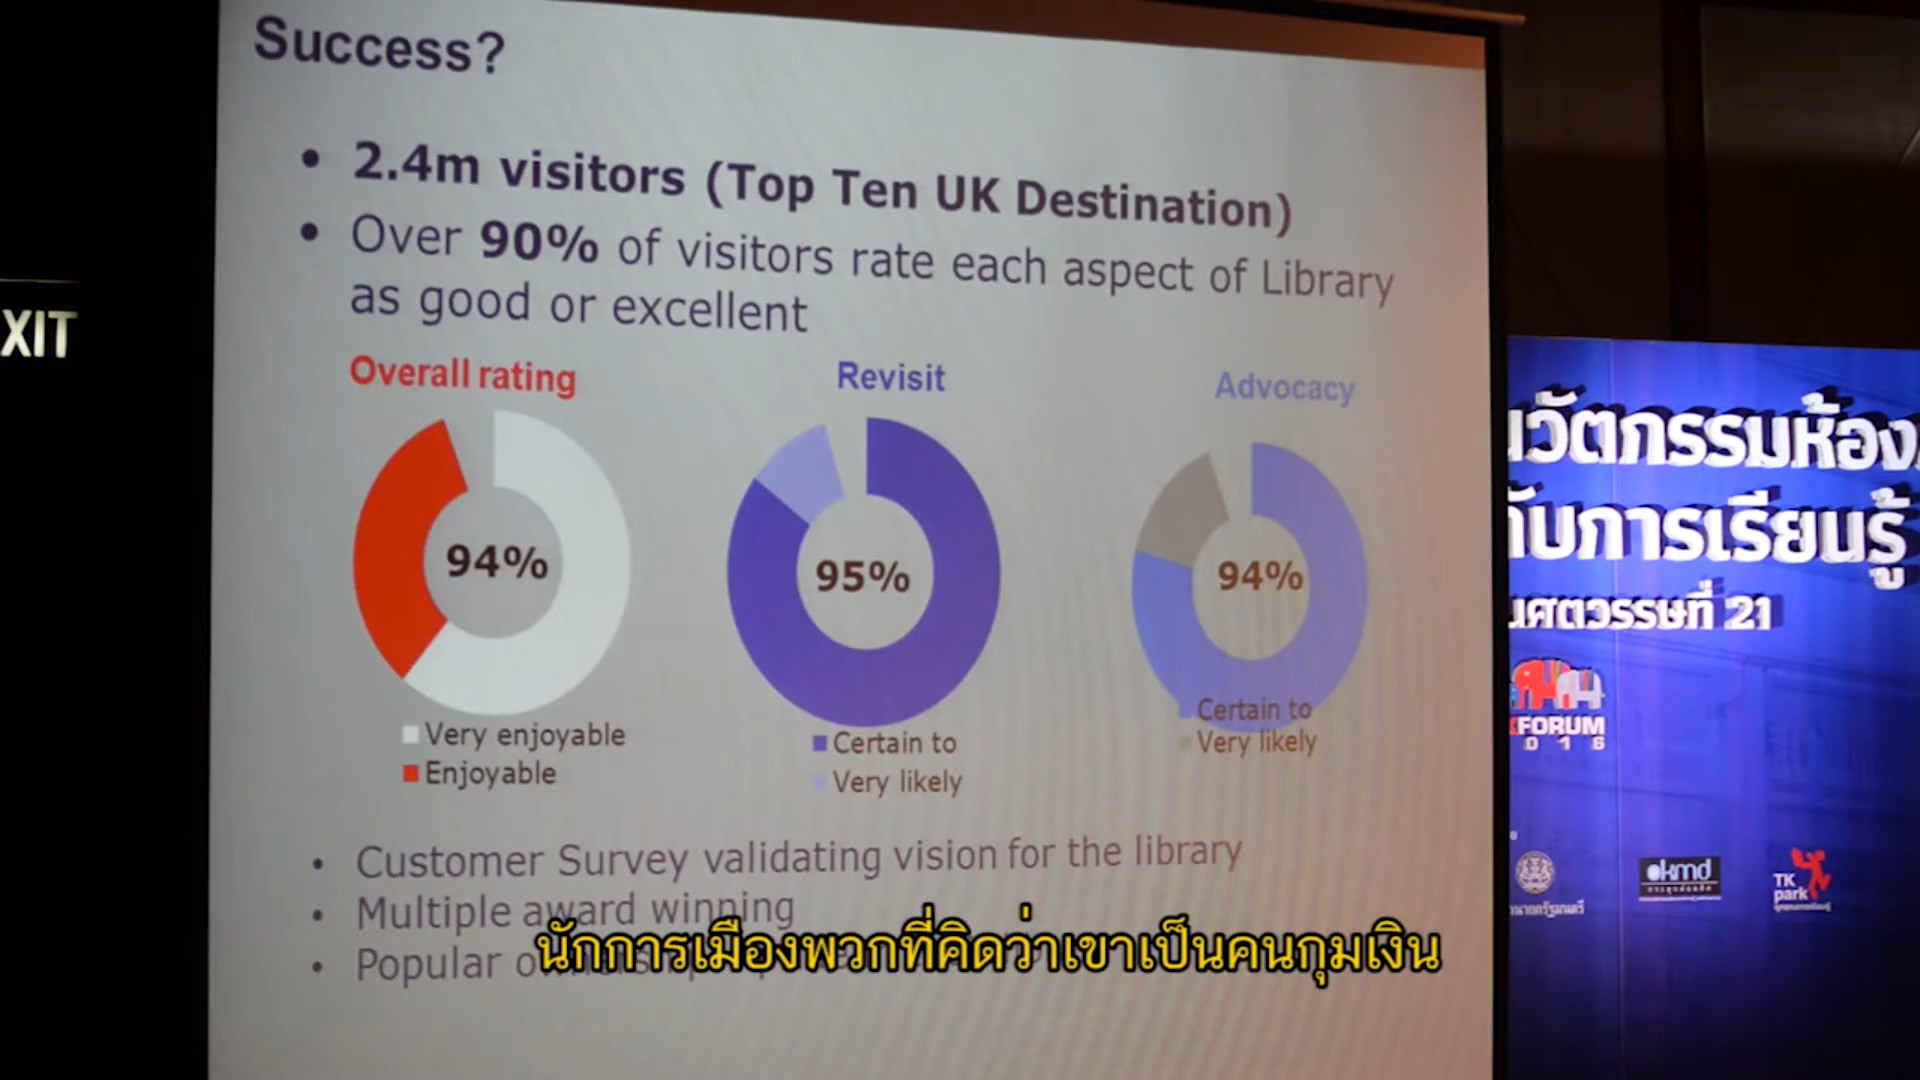 Success?
• 2.4m visitors (Top Ten UK Destination)
• Over 90% of visitors rate each aspect of Library
as good or excellent
Overall rating
Revisit
Advocacy
94%
95%
94%
Very enjoyable
Enjoyable
Certain to
Very likely
Certain to
Very likely
• Customer Survey validating vision for the library
• Multiple award winning
• Popular
นักการเมืองพวกที่คิดว่าเขาเป็นคนกุมเงิน
XIT
นวัตกรรมห้อง
กับการเรียนรู้
นศตวรรษที่ 21
FORUM
016
okmd
TK
park